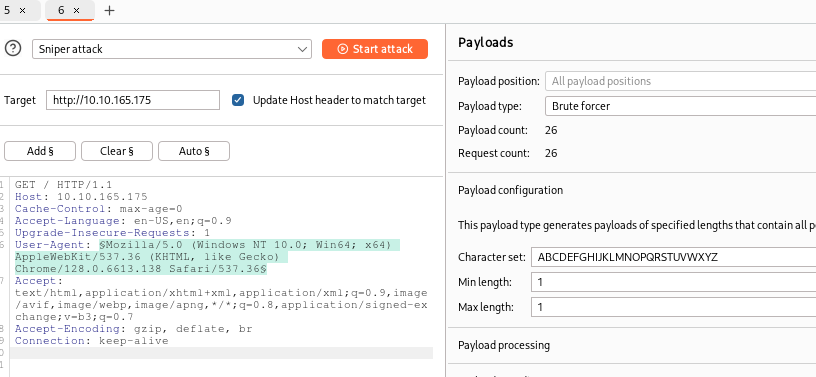 5 ×
6 ×
+
? Sniper attack
Start attack
Target http://10.10.165.175
Update Host header to match target
Add § Clear § Auto §
1 GET / HTTP/1.1
2 Host: 10.10.165.175
3 Cache-Control: max-age=0
4 Accept-Language: en-US,en;q=0.9
5 Upgrade-Insecure-Requests: 1
6 User-Agent: §Mozilla/5.0 (Windows NT 10.0; Win64; x64)
AppleWebKit/537.36 (KHTML, like Gecko)
Chrome/128.0.6613.138 Safari/537.36§
7 Accept:
text/html,application/xhtml+xml,application/xml;q=0.9,image
/avif,image/webp,image/apng,*/*;q=0.8,application/signed-ex
change;v=b3;q=0.7
8 Accept-Encoding: gzip, deflate, br
9 Connection: keep-alive
0
1
Payloads
Payload position: All payload positions
Payload type: Brute forcer
Payload count: 26
Request count: 26
Payload configuration
This payload type generates payloads of specified lengths that contain all p
Character set: ABCDEFGHIJKLMNOPQRSTUVWXYZ
Min length: 1
Max length: 1
Payload processing